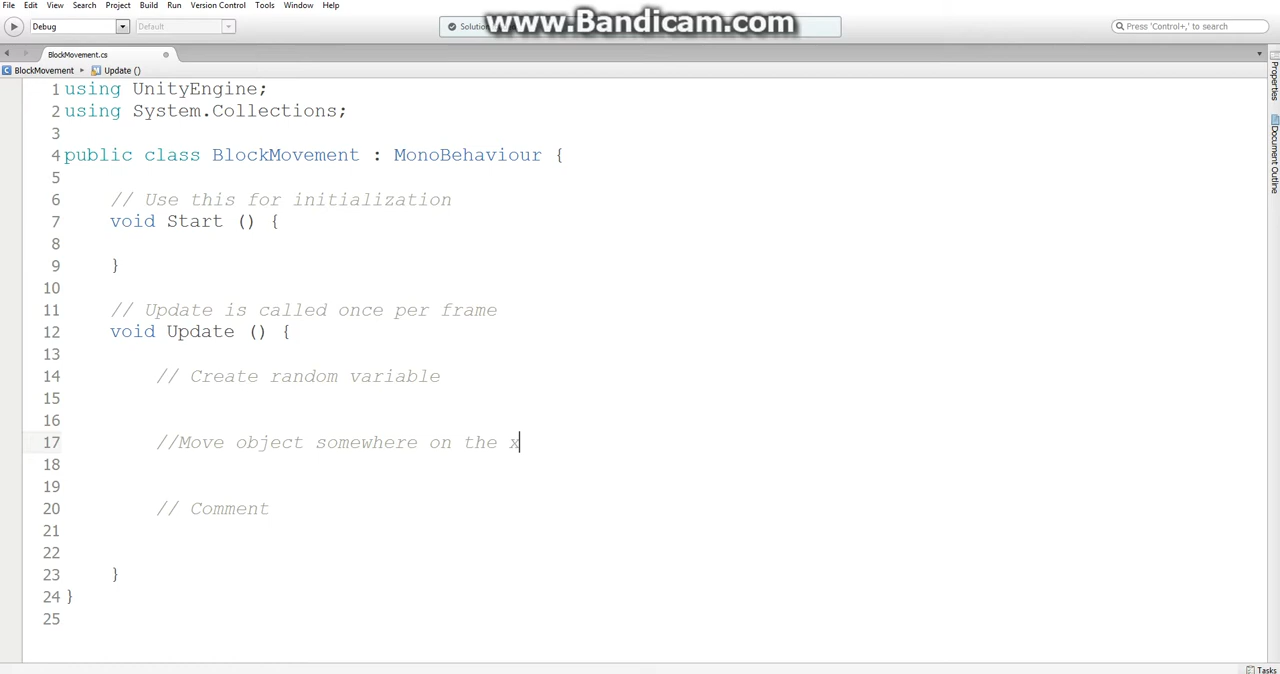 File Edit View Search Project Build Run Version Control Tools Window Help
Debug Default Solution www.Bandicam.com Press 'Control+,' to search
BlockMovement.cs
BlockMovement Update ()
1 using UnityEngine;
2 using System.Collections;
3
4 public class BlockMovement : MonoBehaviour {
5
6 // Use this for initialization
7 void Start () {
8
9 }
10
11 // Update is called once per frame
12 void Update () {
13
14 // Create random variable
15
16
17 //Move object somewhere on the x
18
19
20 // Comment
21
22
23 }
24 }
25
Properties
Document Outline
Tasks